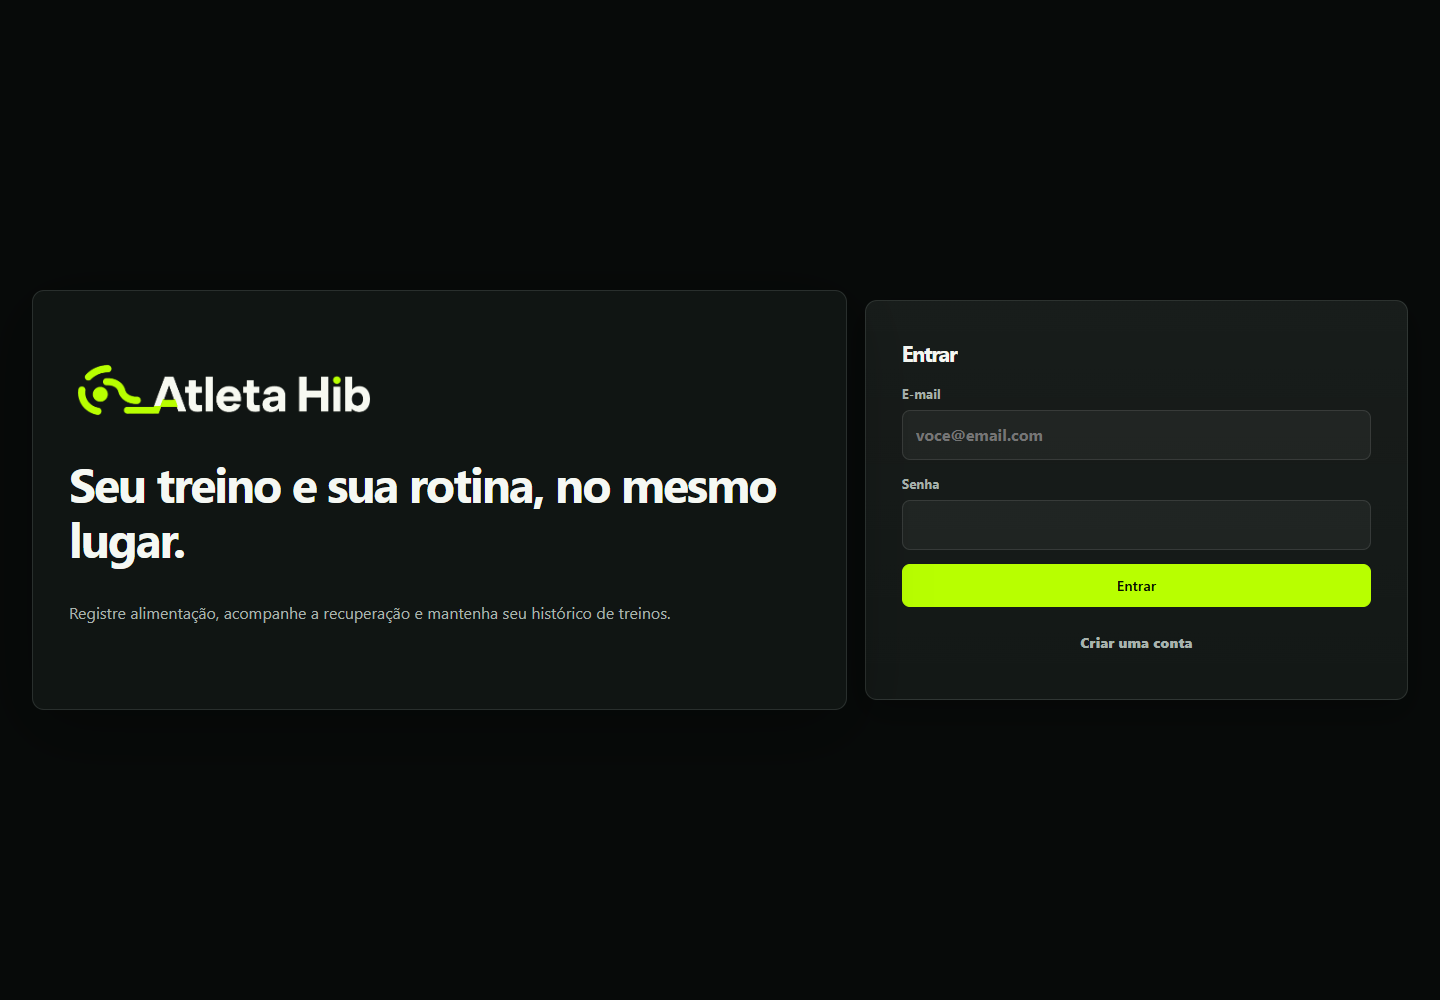 Atleta Hib
Seu treino e sua rotina, no mesmo
lugar.
Registre alimentação, acompanhe a recuperação e mantenha seu histórico de treinos.
Entrar
E-mail
voce@email.com
Senha
Entrar
Criar uma conta